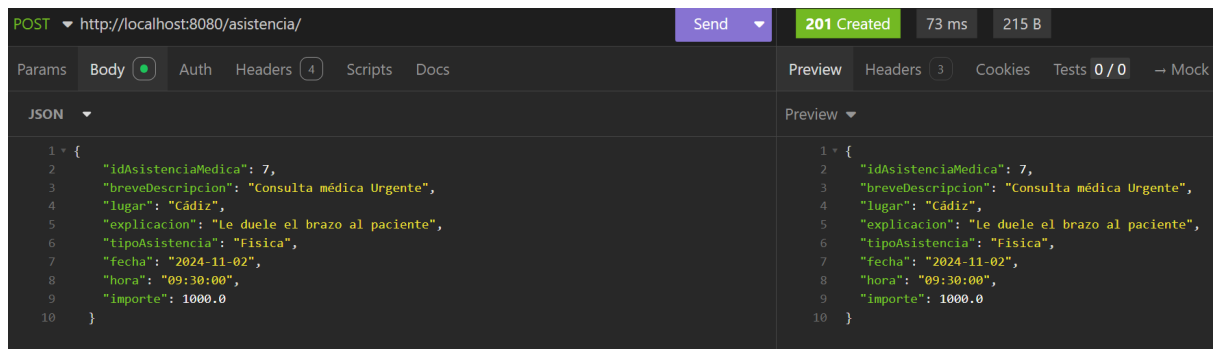 POST http://localhost:8080/asistencia/ Send 201 Created 73 ms 215 B
Params Body Auth Headers 4 Scripts Docs Preview Headers 3 Cookies Tests 0 / 0 → Mock
JSON Preview
1 {
2 "idAsistenciaMedica": 7,
3 "breveDescripcion": "Consulta médica Urgente",
4 "lugar": "Cádiz",
5 "explicacion": "Le duele el brazo al paciente",
6 "tipoAsistencia": "Fisica",
7 "fecha": "2024-11-02",
8 "hora": "09:30:00",
9 "importe": 1000.0
10 }
1 {
2 "idAsistenciaMedica": 7,
3 "breveDescripcion": "Consulta médica Urgente",
4 "lugar": "Cádiz",
5 "explicacion": "Le duele el brazo al paciente",
6 "tipoAsistencia": "Fisica",
7 "fecha": "2024-11-02",
8 "hora": "09:30:00",
9 "importe": 1000.0
10 }